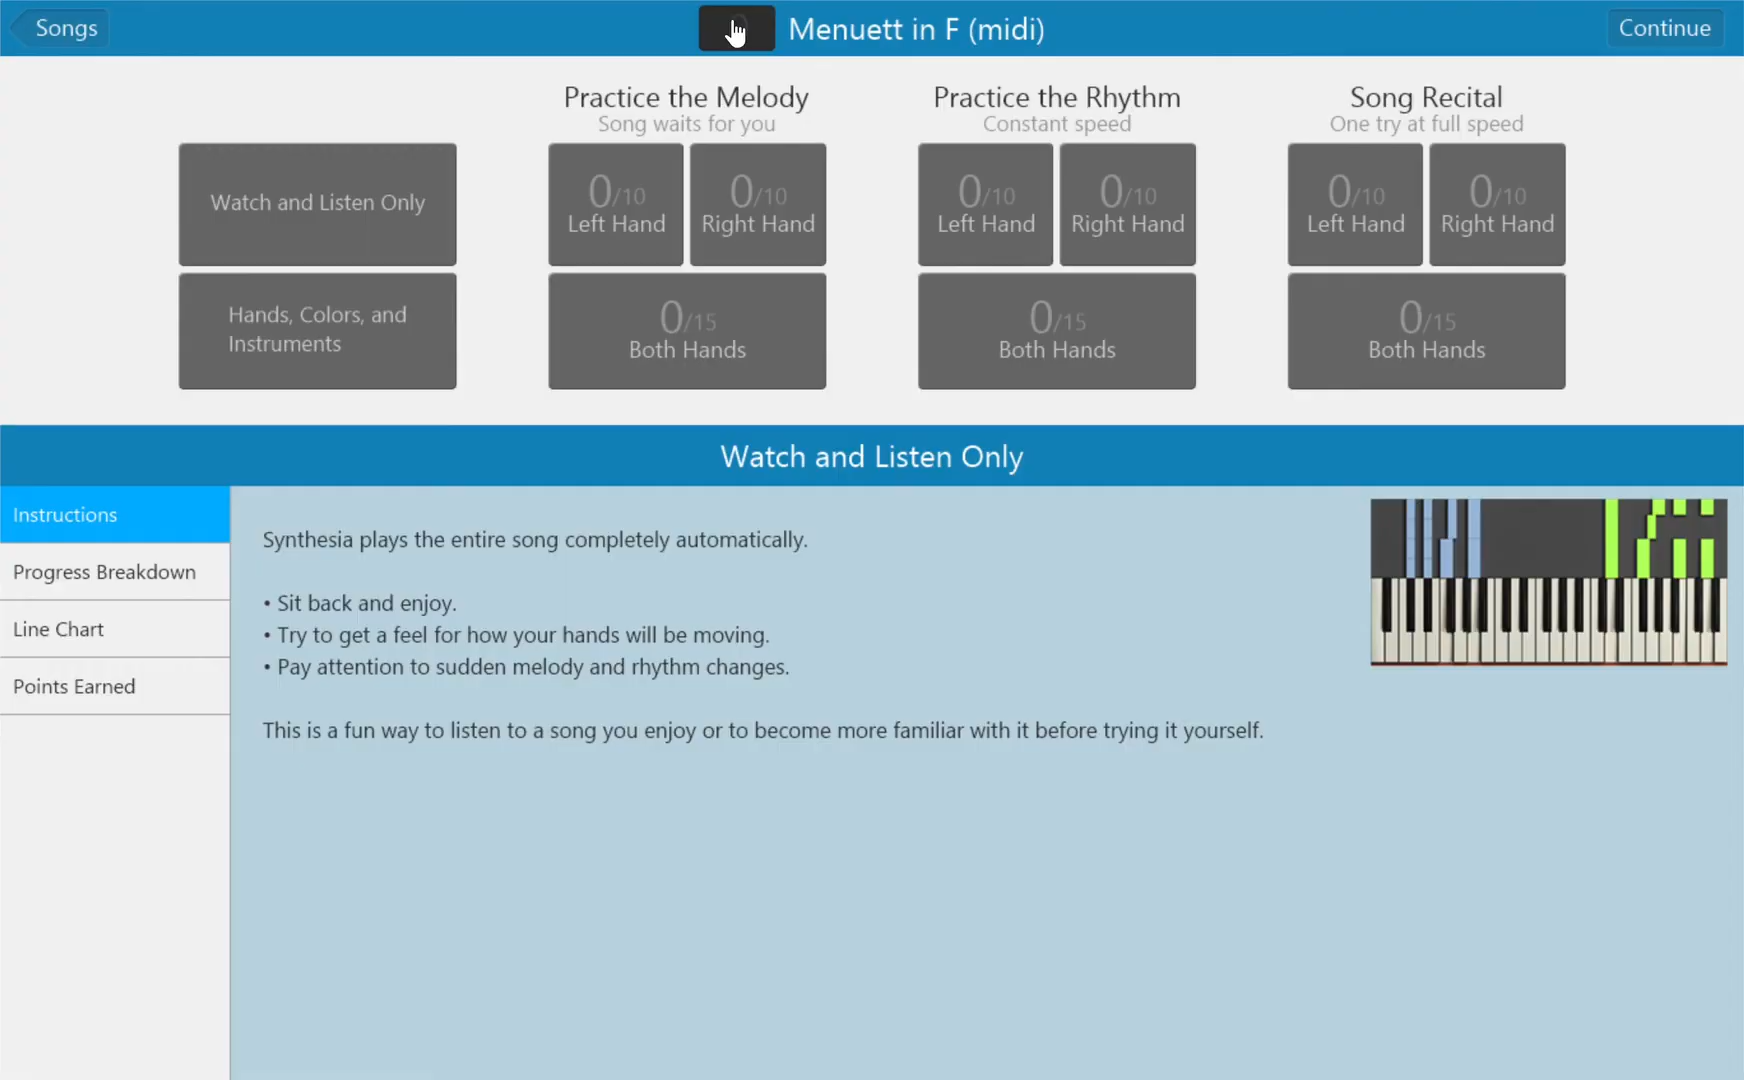 Songs
Menuett in F (midi)
Continue
Practice the Melody
Song waits for you
Practice the Rhythm
Constant speed
Song Recital
One try at full speed
Watch and Listen Only
0/10
Left Hand
0/10
Right Hand
0/10
Left Hand
0/10
Right Hand
0/10
Left Hand
0/10
Right Hand
Hands, Colors, and
Instruments
0/15
Both Hands
0/15
Both Hands
0/15
Both Hands
Watch and Listen Only
Instructions
Progress Breakdown
Line Chart
Points Earned
Synthesia plays the entire song completely automatically.
• Sit back and enjoy.
• Try to get a feel for how your hands will be moving.
• Pay attention to sudden melody and rhythm changes.
This is a fun way to listen to a song you enjoy or to become more familiar with it before trying it yourself.